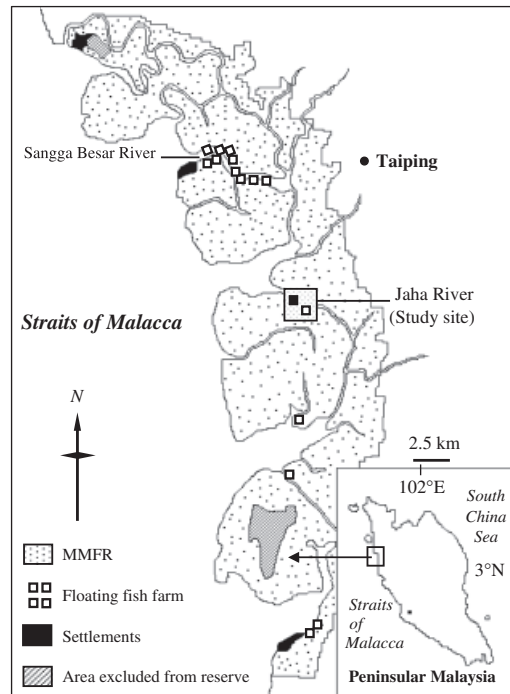 Sangga Besar River
Taiping
Jaha River
(Study site)
Straits of Malacca
N
2.5 km
102°E
South
China
Sea
3°N
Straits
of
Malacca
Peninsular Malaysia
MMFR
Floating fish farm
Settlements
Area excluded from reserve